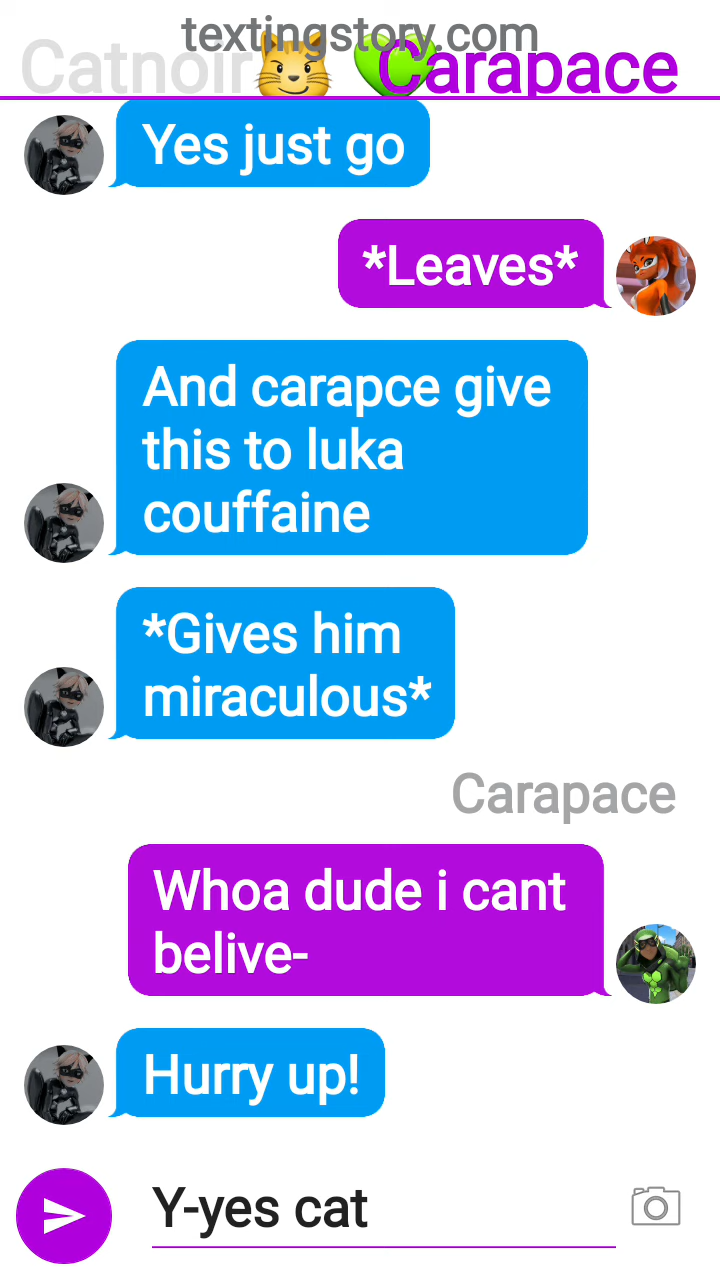 textingstory.com
Catnoir😼 💚Carapace
Yes just go
*Leaves*
And carapce give
this to luka
couffaine
*Gives him
miraculous*
Carapace
Whoa dude i cant
belive-
Hurry up!
Y-yes cat